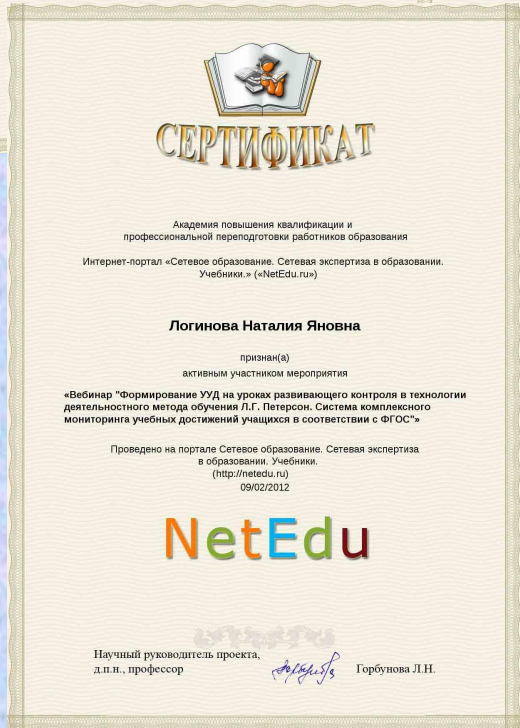 СЕРТИФИКАТ
Академия повышения квалификации и
профессиональной переподготовки работников образования
Интернет-портал «Сетевое образование. Сетевая экспертиза в образовании.
Учебники.» («NetEdu.ru»)
Логинова Наталия Яновна
признан(а)
активным участником мероприятия
«Вебинар "Формирование УУД на уроках развивающего контроля в технологии
деятельностного метода обучения Л.Г. Петерсон. Система комплексного
мониторинга учебных достижений учащихся в соответствии с ФГОС"»
Проведено на портале Сетевое образование. Сетевая экспертиза
в образовании. Учебники.
(http://netedu.ru)
09/02/2012
NetEdu
Научный руководитель проекта,
д.п.н., профессор Горбунова Л.Н.